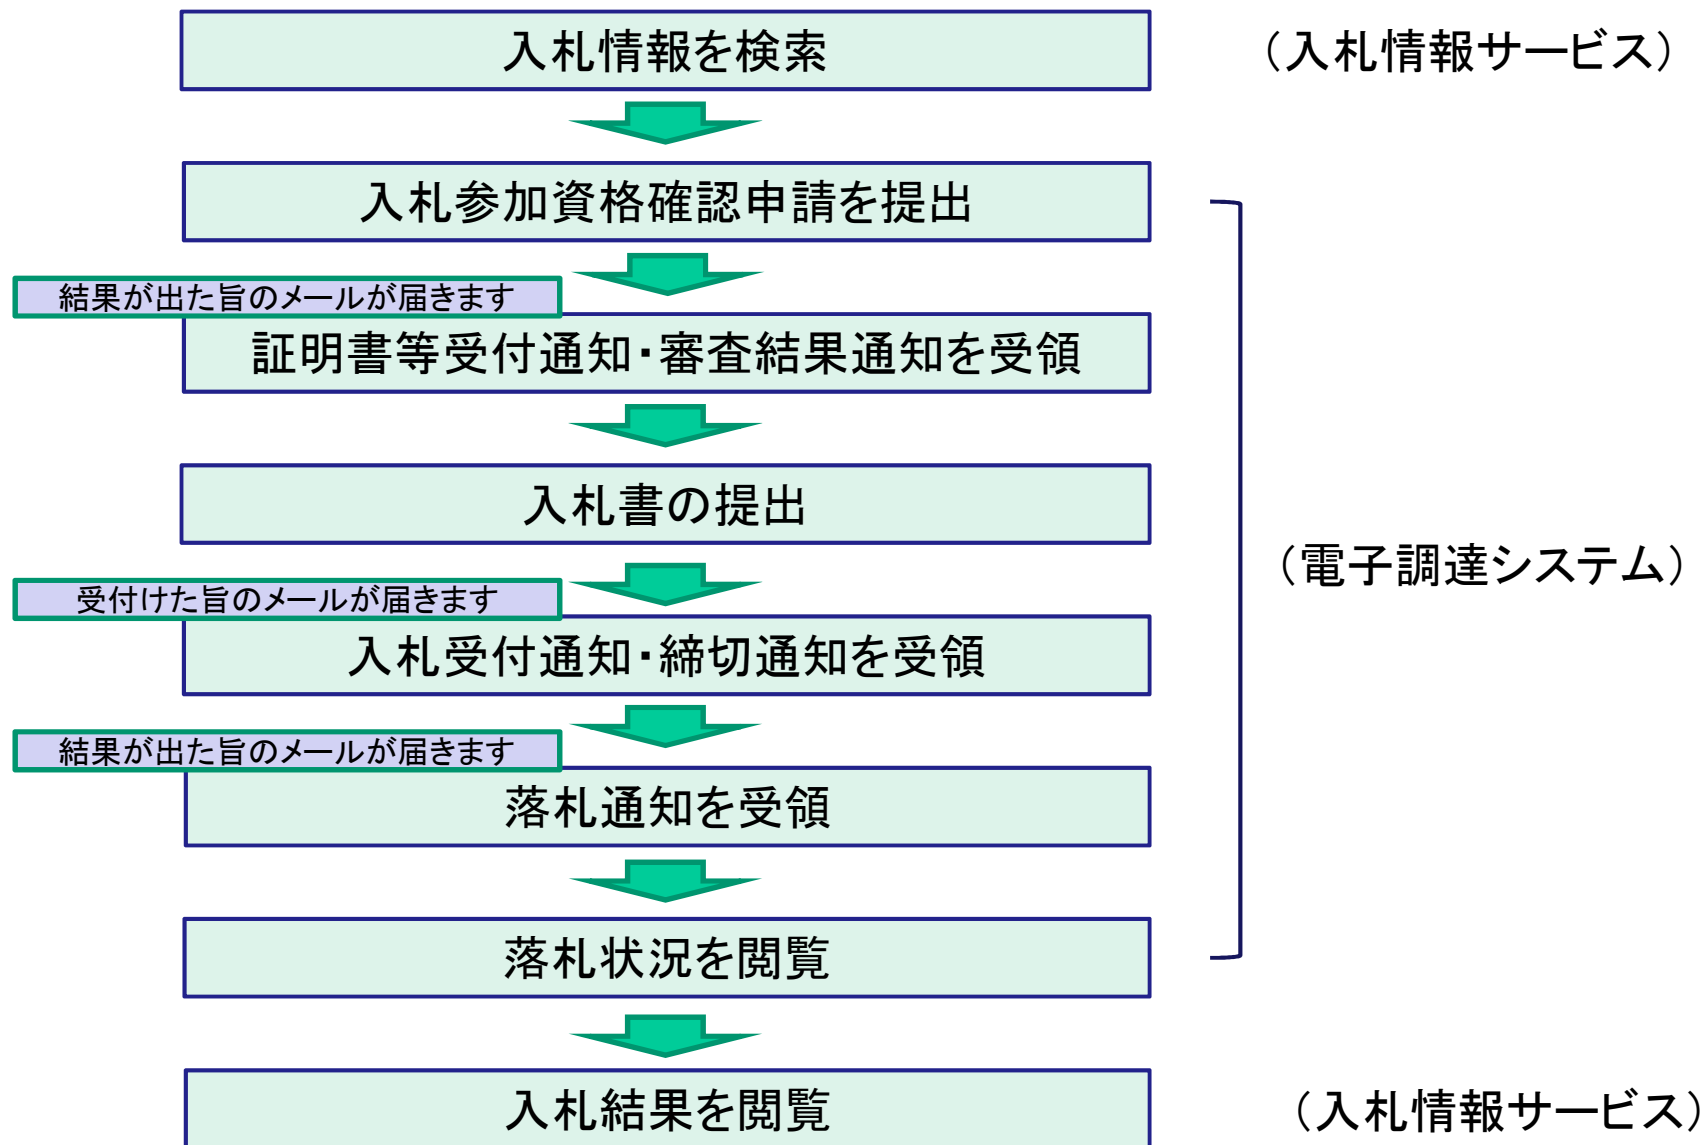 入札情報を検索
（入札情報サービス）
入札参加資格確認申請を提出
結果が出た旨のメールが届きます
証明書等受付通知・審査結果通知を受領
入札書の提出
（電子調達システム）
受付けた旨のメールが届きます
入札受付通知・締切通知を受領
結果が出た旨のメールが届きます
落札通知を受領
落札状況を閲覧
入札結果を閲覧
（入札情報サービス）